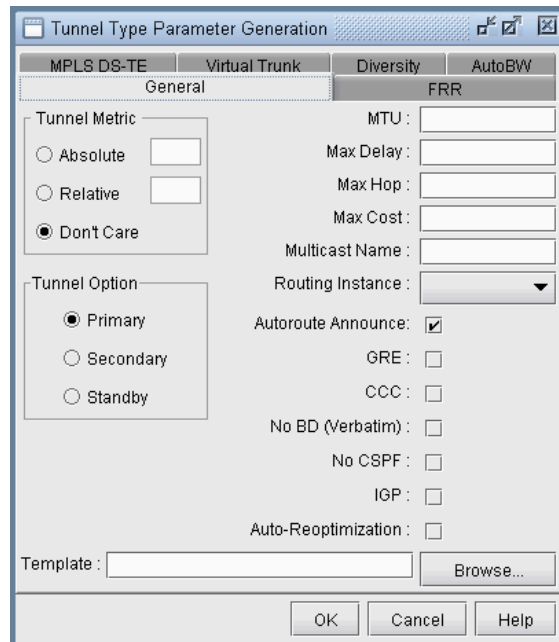 Tunnel Type Parameter Generation
MPLS DS-TE
Virtual Trunk
Diversity
AutoBW
General
FRR
Tunnel Metric
Absolute
Relative
Don't Care
Tunnel Option
Primary
Secondary
Standby
MTU :
Max Delay :
Max Hop :
Max Cost :
Multicast Name :
Routing Instance :
Autoroute Announce:
GRE :
CCC :
No BD (Verbatim) :
No CSPF :
IGP :
Auto-Reoptimization :
Template :
Browse...
OK
Cancel
Help